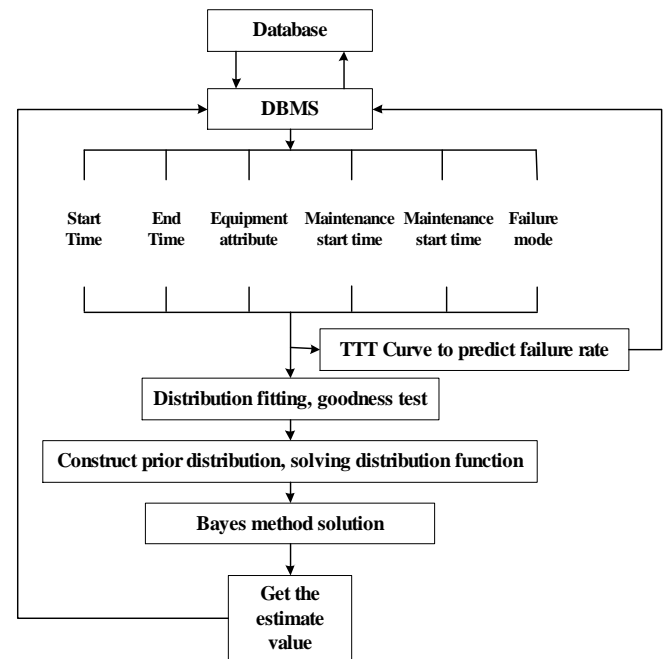 Database
DBMS
Start
Time
End
Time
Equipment
attribute
Maintenance
start time
Maintenance
start time
Failure
mode
TTT Curve to predict failure rate
Distribution fitting, goodness test
Construct prior distribution, solving distribution function
Bayes method solution
Get the
estimate
value